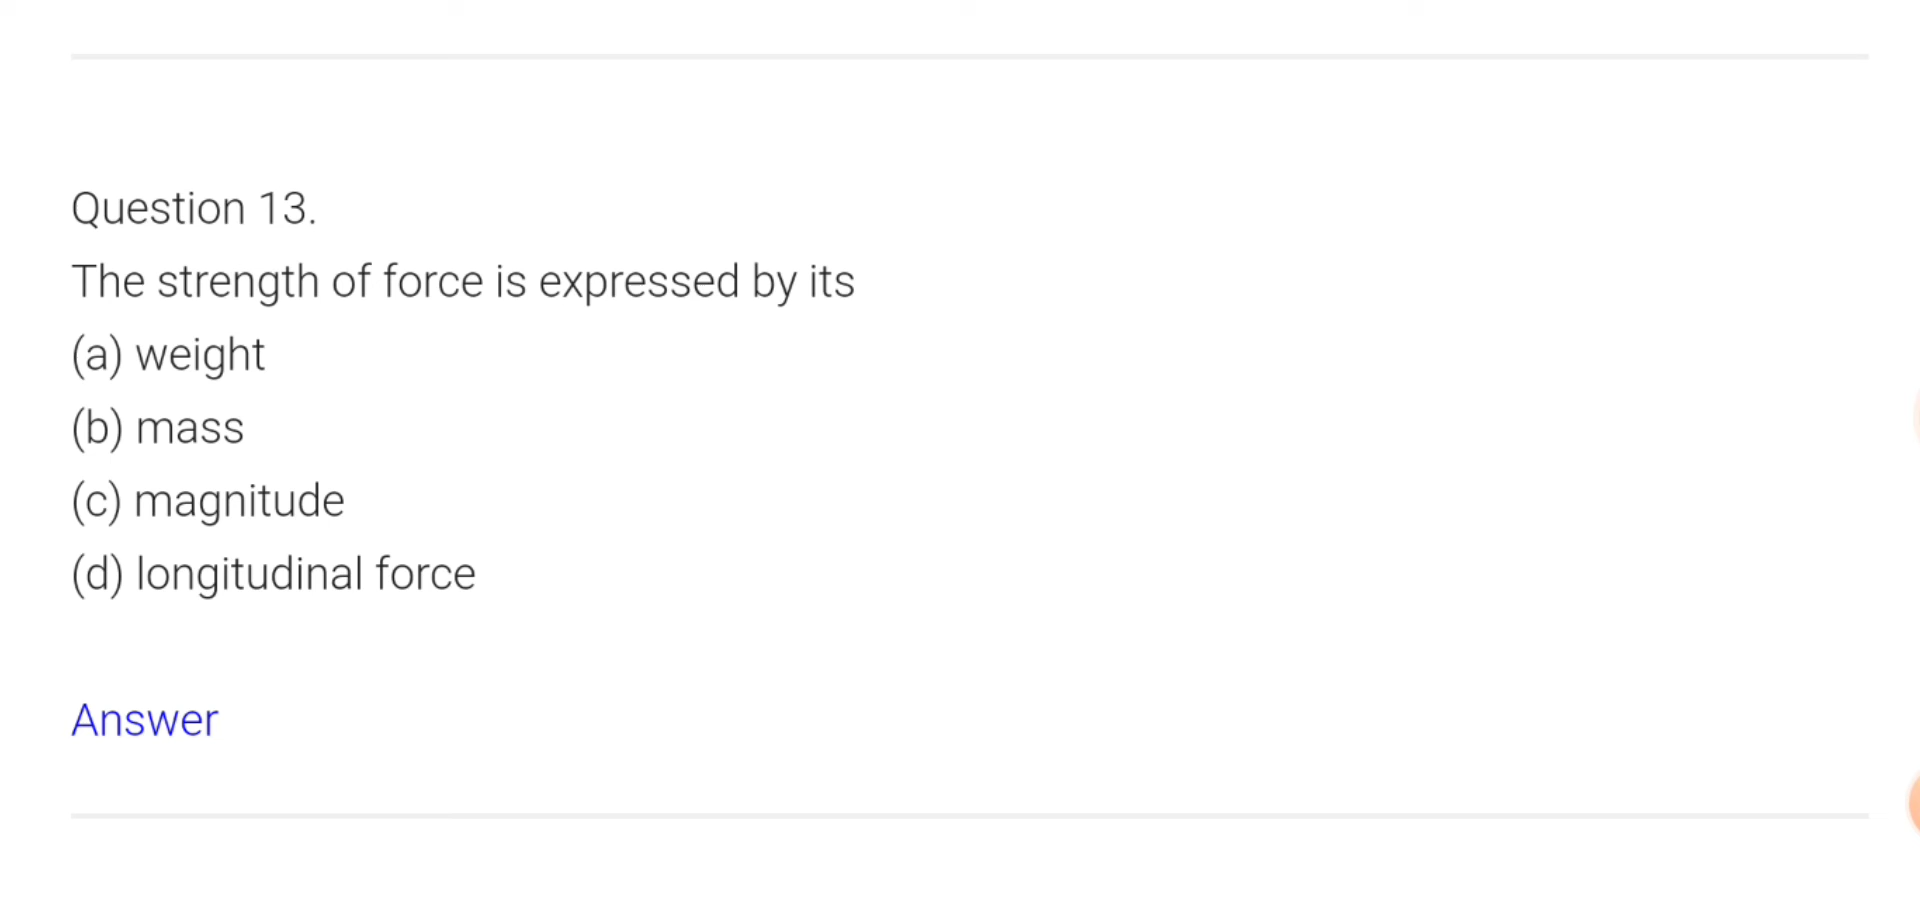 Question 13.
The strength of force is expressed by its
(a) weight
(b) mass
(c) magnitude
(d) longitudinal force
Answer